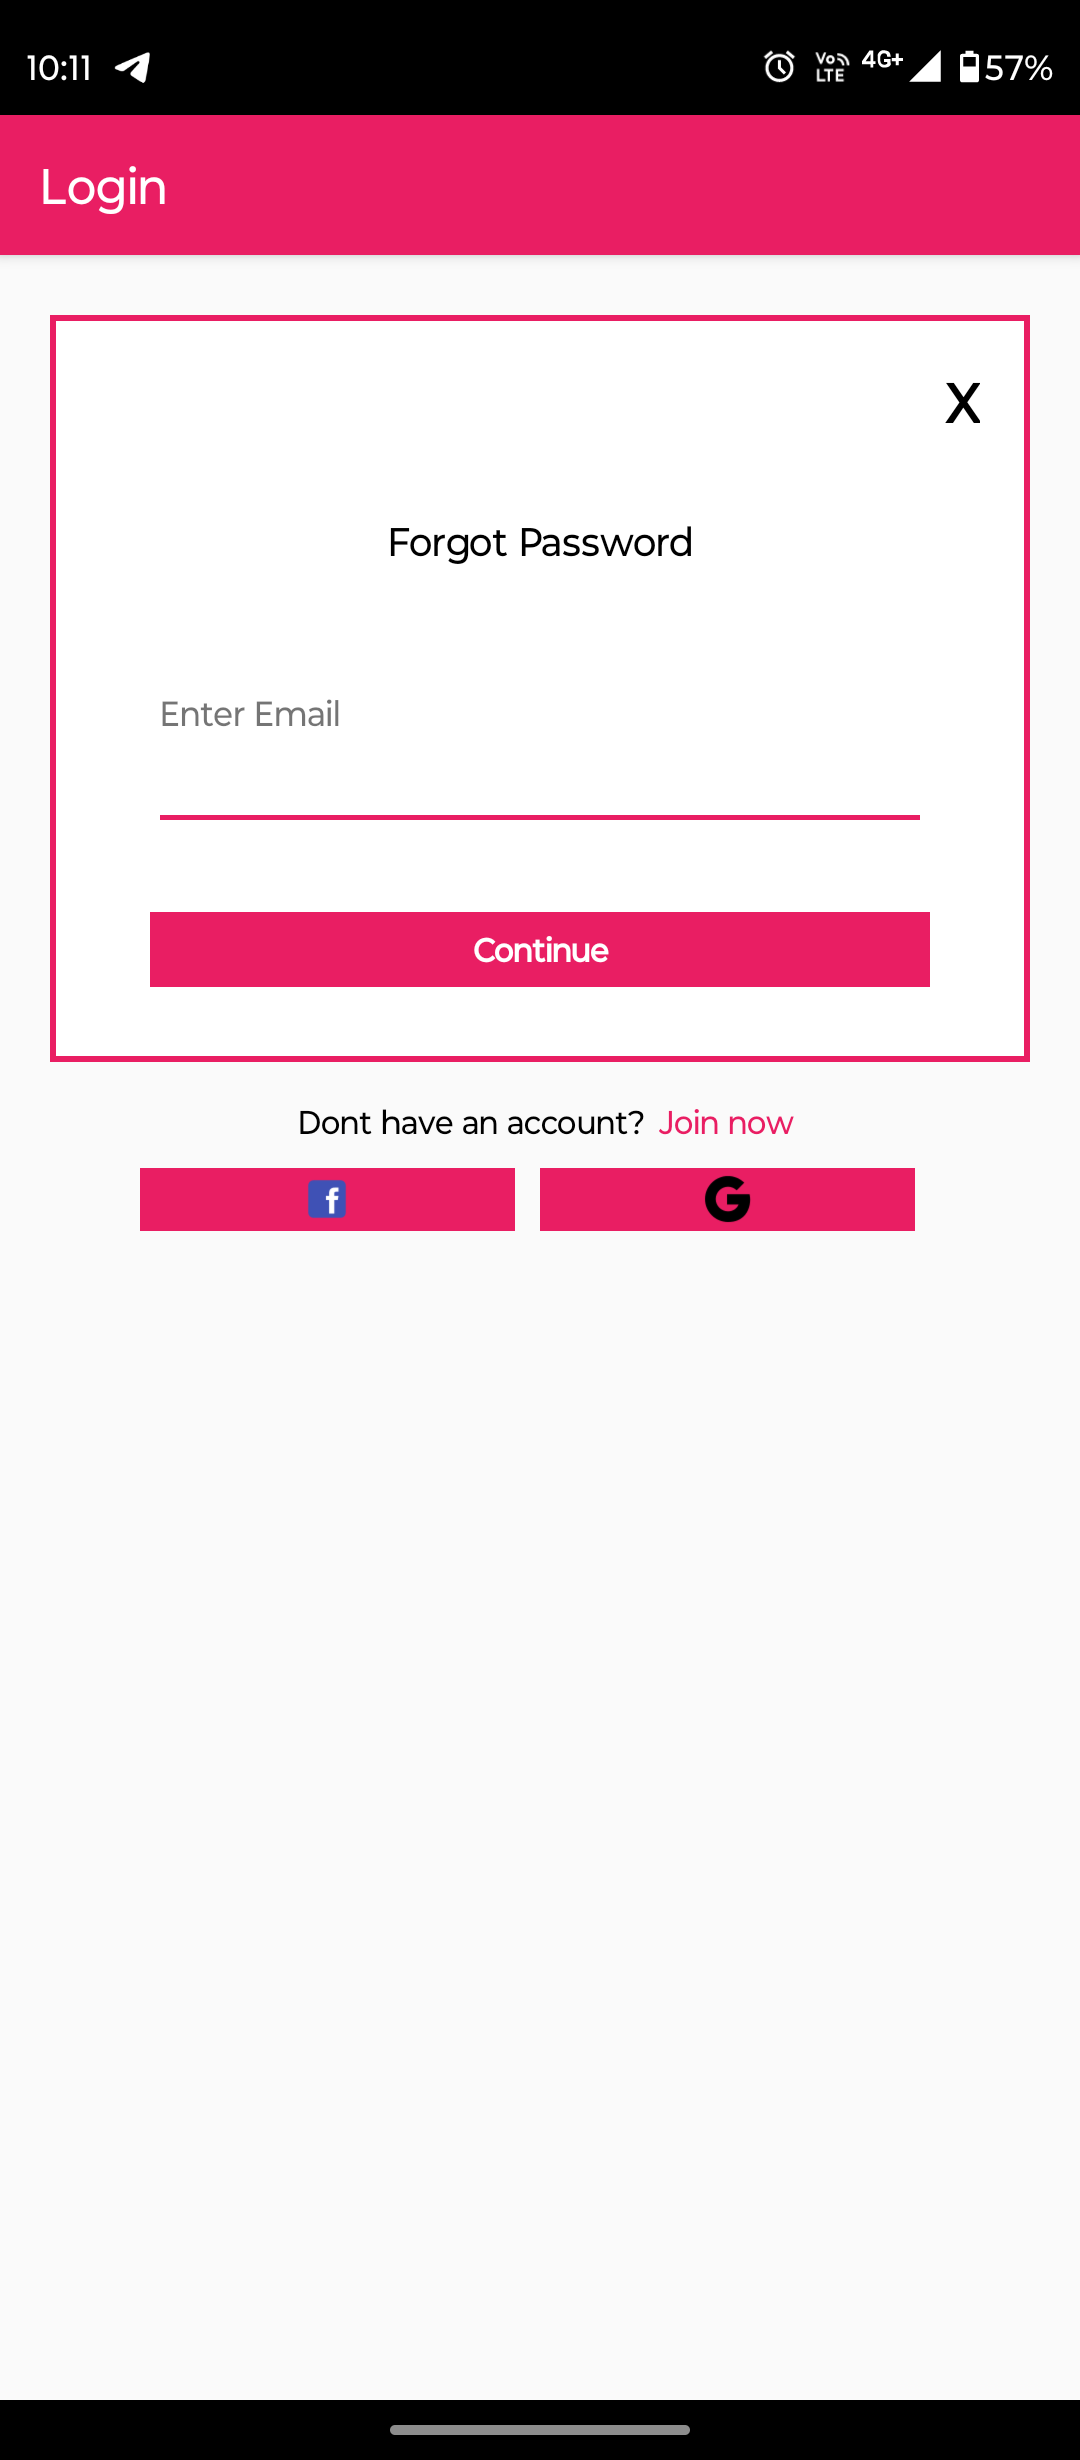 10:11 Vo LTE 4G+ 57%
Login
X
Forgot Password
Enter Email
Continue
Dont have an account? Join now
f G